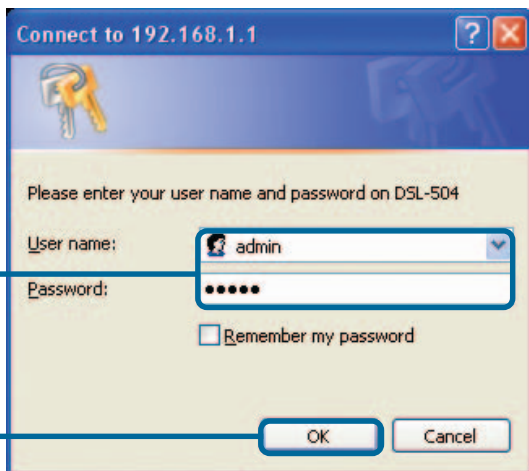 Connect to 192.168.1.1
?
Please enter your user name and password on DSL-504
User name:
admin
Password:
•••••
Remember my password
OK
Cancel